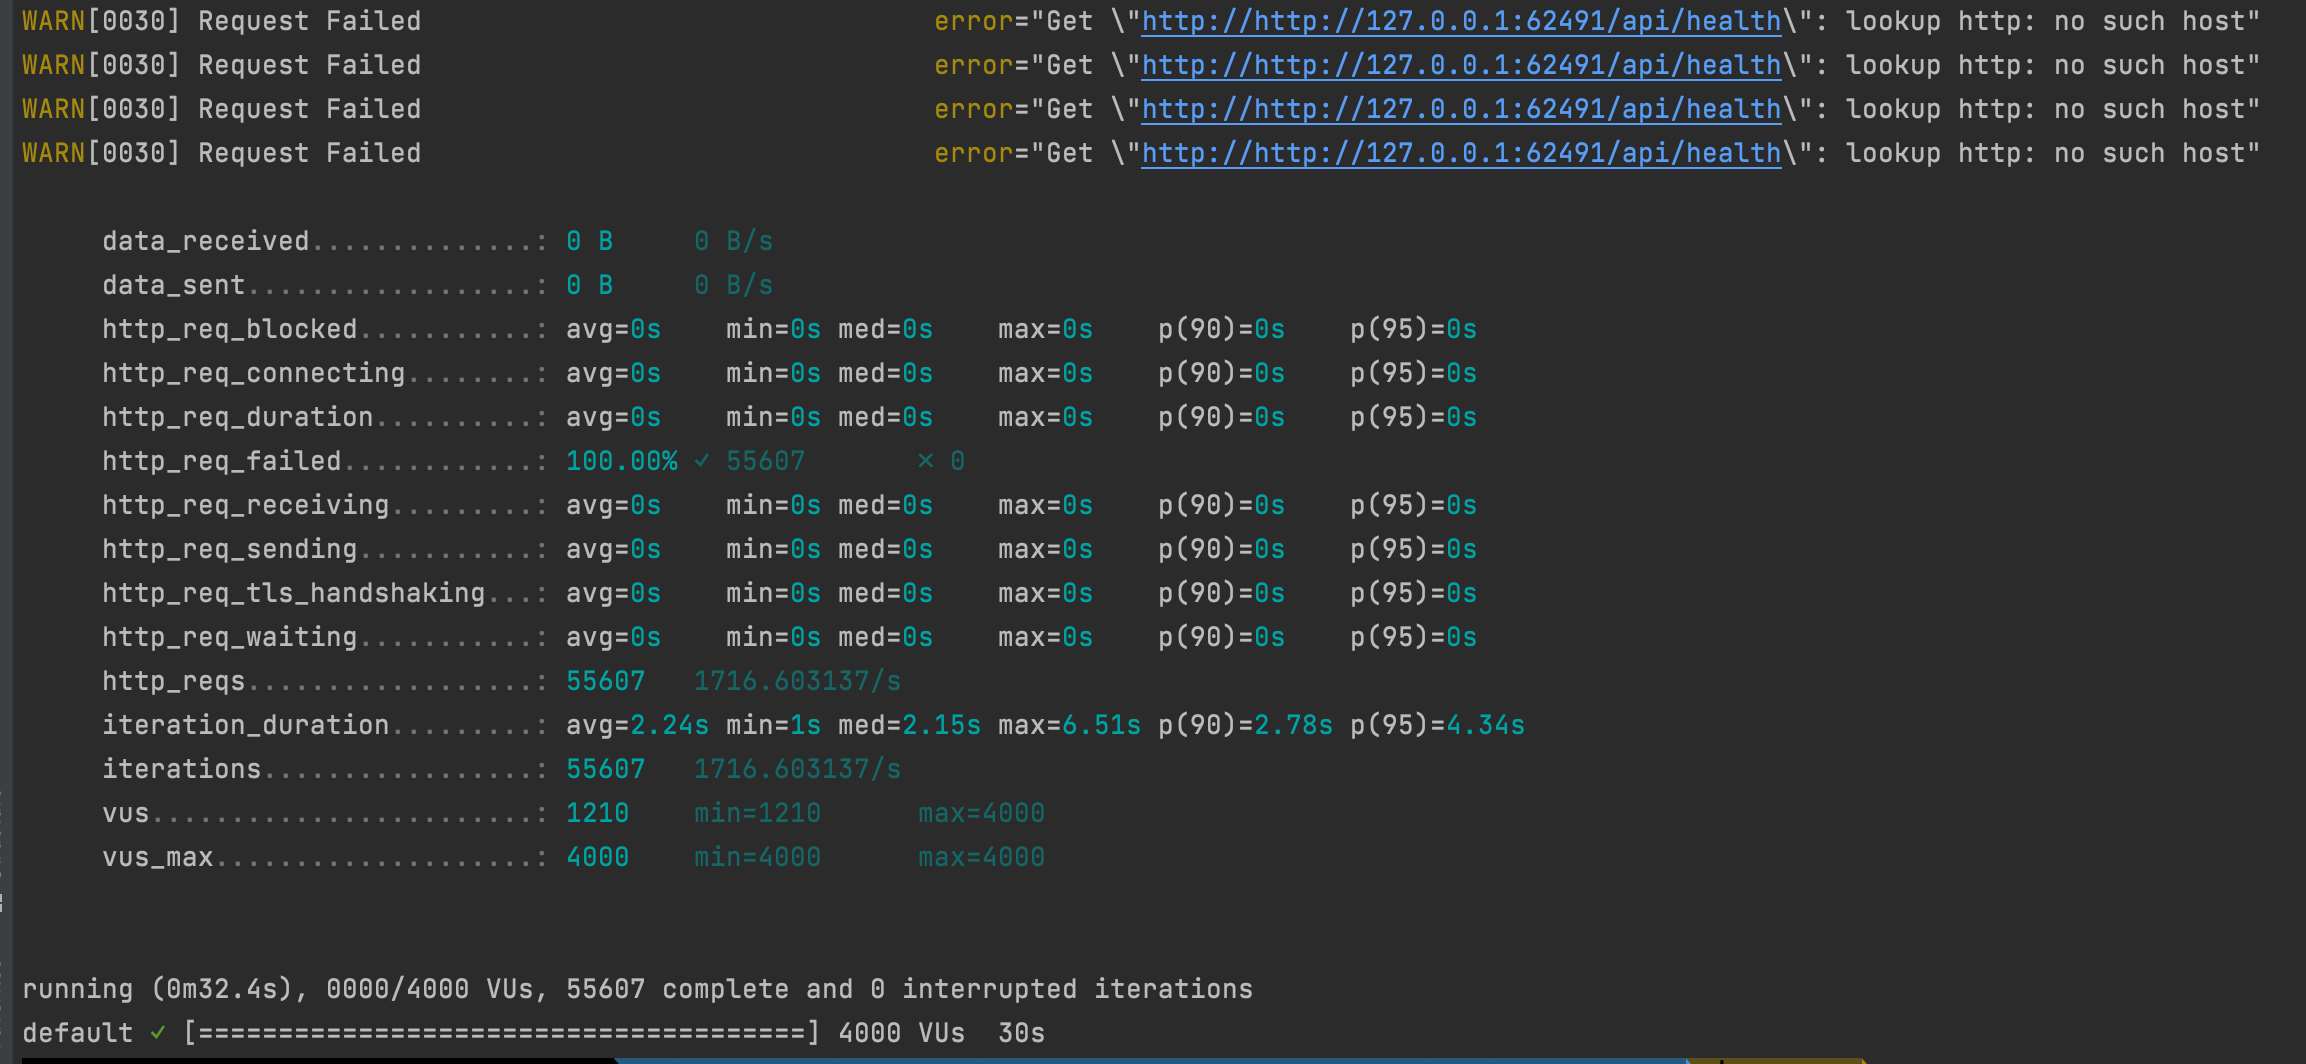 WARN[0030] Request Failed                                error="Get \"http://http://127.0.0.1:62491/api/health\": lookup http: no such host"
WARN[0030] Request Failed                                error="Get \"http://http://127.0.0.1:62491/api/health\": lookup http: no such host"
WARN[0030] Request Failed                                error="Get \"http://http://127.0.0.1:62491/api/health\": lookup http: no such host"
WARN[0030] Request Failed                                error="Get \"http://http://127.0.0.1:62491/api/health\": lookup http: no such host"
data_received..............: 0 B     0 B/s
data_sent..................: 0 B     0 B/s
http_req_blocked...........: avg=0s    min=0s med=0s    max=0s    p(90)=0s    p(95)=0s
http_req_connecting........: avg=0s    min=0s med=0s    max=0s    p(90)=0s    p(95)=0s
http_req_duration..........: avg=0s    min=0s med=0s    max=0s    p(90)=0s    p(95)=0s
http_req_failed............: 100.00% ✓ 55607       ✗ 0
http_req_receiving.........: avg=0s    min=0s med=0s    max=0s    p(90)=0s    p(95)=0s
http_req_sending...........: avg=0s    min=0s med=0s    max=0s    p(90)=0s    p(95)=0s
http_req_tls_handshaking...: avg=0s    min=0s med=0s    max=0s    p(90)=0s    p(95)=0s
http_req_waiting...........: avg=0s    min=0s med=0s    max=0s    p(90)=0s    p(95)=0s
http_reqs..................: 55607   1716.603137/s
iteration_duration.........: avg=2.24s min=1s med=2.15s max=6.51s p(90)=2.78s p(95)=4.34s
iterations.................: 55607   1716.603137/s
vus........................: 1210    min=1210      max=4000
vus_max....................: 4000    min=4000      max=4000
running (0m32.4s), 0000/4000 VUs, 55607 complete and 0 interrupted iterations
default ✓ [======================================] 4000 VUs  30s